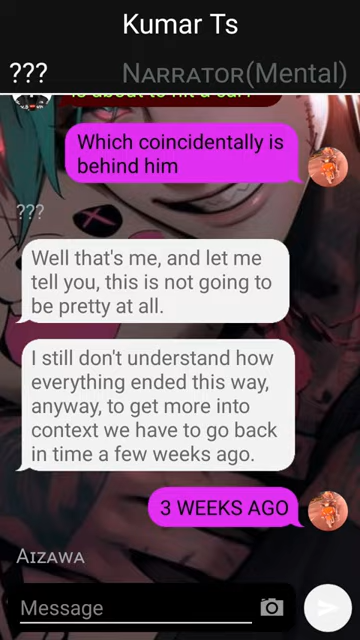 Kumar Ts
???
NARRATOR(Mental)
Which coincidentally is
behind him
???
Well that's me, and let me
tell you, this is not going to
be pretty at all.
I still don't understand how
everything ended this way,
anyway, to get more into
context we have to go back
in time a few weeks ago.
3 WEEKS AGO
AIZAWA
Message